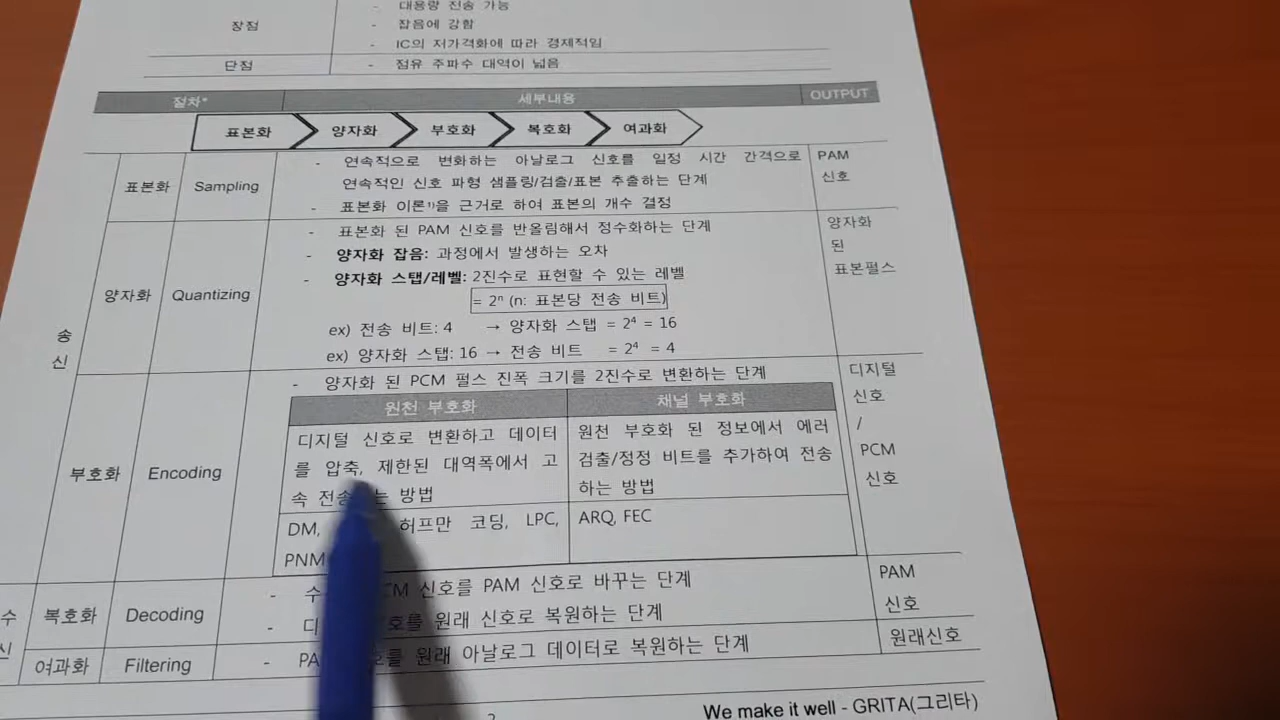 대용량 전송 가능
장점
- 잡음에 강함
- IC의 저가격화에 따라 경제적임
단점
- 점유 주파수 대역이 넓음
절차*
세부내용
OUTPUT
표본화
양자화
부호화
복호화
여과화
송
신
표본화
Sampling
- 연속적으로 변화하는 아날로그 신호를 일정 시간 간격으로
연속적인 신호 파형 샘플링/검출/표본 추출하는 단계
- 표본화 이론¹⁾을 근거로 하여 표본의 개수 결정
PAM
신호
양자화
Quantizing
- 표본화 된 PAM 신호를 반올림해서 정수화하는 단계
- 양자화 잡음: 과정에서 발생하는 오차
- 양자화 스탭/레벨: 2진수로 표현할 수 있는 레벨
= 2ⁿ (n: 표본당 전송 비트)
ex) 전송 비트: 4 → 양자화 스탭 = 2⁴ = 16
ex) 양자화 스탭: 16 → 전송 비트 = 2⁴ = 4
양자화
된
표본펄스
부호화
Encoding
- 양자화 된 PCM 펄스 진폭 크기를 2진수로 변환하는 단계
원천 부호화
채널 부호화
디지털 신호로 변환하고 데이터
를 압축, 제한된 대역폭에서 고
속 전송 는 방법
원천 부호화 된 정보에서 에러
검출/정정 비트를 추가하여 전송
하는 방법
DM, 허프만 코딩, LPC,
PNM
ARQ, FEC
디지털
신호
/
PCM
신호
수
신
복호화
Decoding
- 신호를 PAM 신호로 바꾸는 단계
- 원래 신호로 복원하는 단계
PAM
신호
여과화
Filtering
- 원래 아날로그 데이터로 복원하는 단계
원래신호
We make it well - GRITA(그리타)